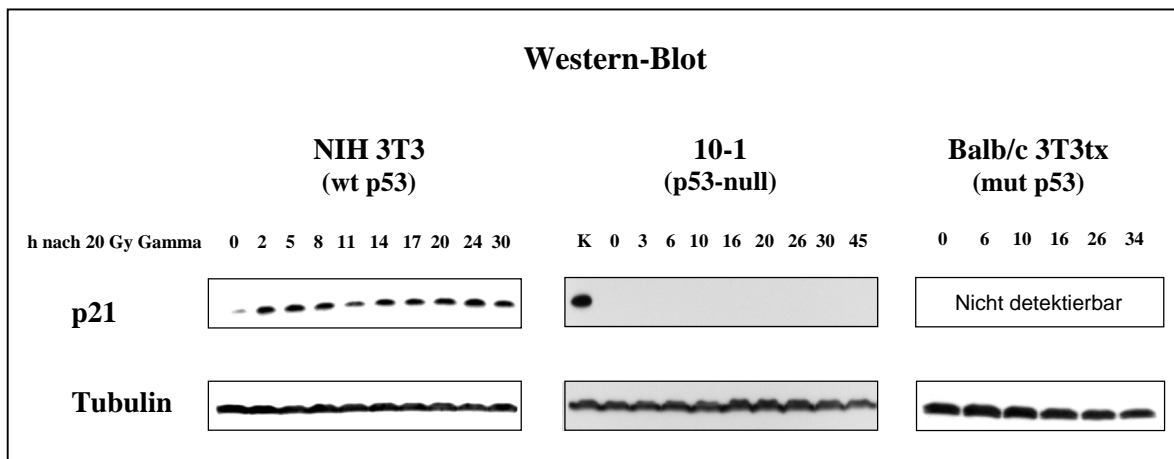 Western-Blot
NIH 3T3 10-1 Balb/c 3T3tx
(wt p53) (p53-null) (mut p53)
h nach 20 Gy Gamma 0 2 5 8 11 14 17 20 24 30 K 0 3 6 10 16 20 26 30 45 0 6 10 16 26 34
p21 Nicht detektierbar
Tubulin